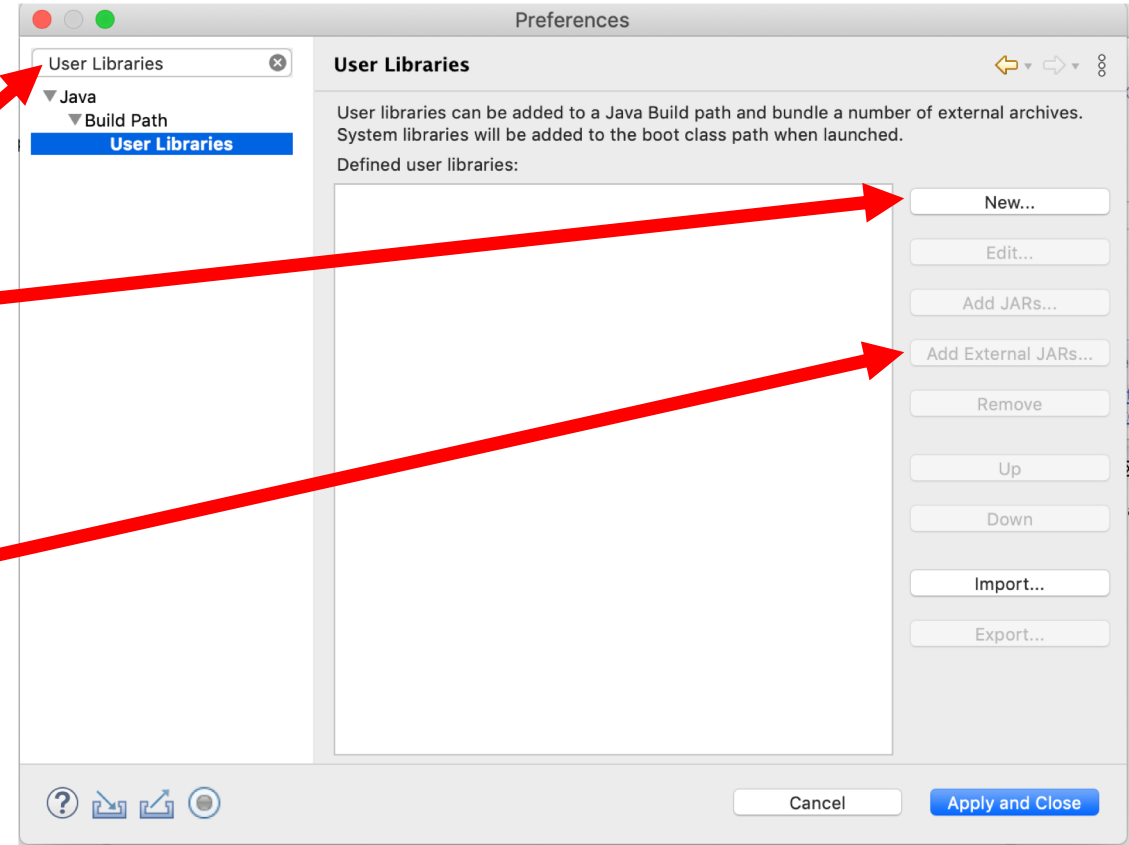 Preferences
User Libraries
Java
Build Path
User Libraries
User Libraries
User libraries can be added to a Java Build path and bundle a number of external archives.
System libraries will be added to the boot class path when launched.
Defined user libraries:
New...
Edit...
Add JARs...
Add External JARs...
Remove
Up
Down
Import...
Export...
?
Cancel
Apply and Close